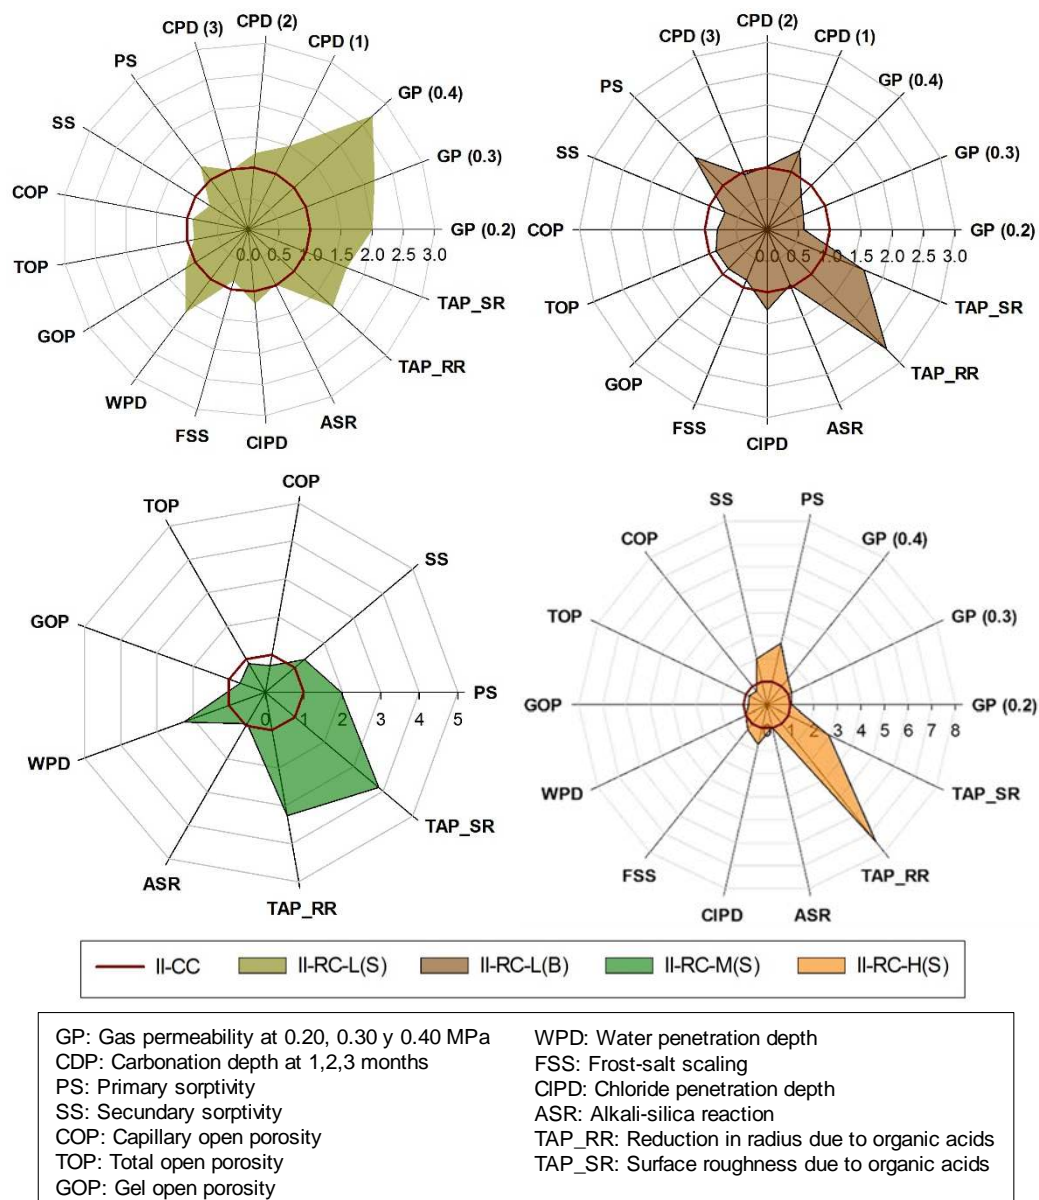 CPD (2)
CPD (3)
CPD (1)
PS
GP (0.4)
SS
GP (0.3)
COP
GP (0.2)
0.0 0.5 1.0 1.5 2.0 2.5 3.0
TOP
TAP_SR
GOP
TAP_RR
WPD
FSS
CIPD
ASR
CPD (2)
CPD (3)
CPD (1)
PS
GP (0.4)
SS
GP (0.3)
COP
GP (0.2)
0.0 0.5 1.0 1.5 2.0 2.5 3.0
TOP
TAP_SR
GOP
TAP_RR
FSS
CIPD
ASR
COP
TOP
SS
GOP
PS
0 1 2 3 4 5
WPD
TAP_SR
ASR
TAP_RR
SS
PS
COP
GP (0.4)
TOP
GP (0.3)
GOP
GP (0.2)
0 1 2 3 4 5 6 7 8
WPD
TAP_SR
FSS
TAP_RR
CIPD
ASR
II-CC
II-RC-L(S)
II-RC-L(B)
II-RC-M(S)
II-RC-H(S)
GP: Gas permeability at 0.20, 0.30 y 0.40 MPa
CDP: Carbonation depth at 1,2,3 months
PS: Primary sorptivity
SS: Secundary sorptivity
COP: Capillary open porosity
TOP: Total open porosity
GOP: Gel open porosity
WPD: Water penetration depth
FSS: Frost-salt scaling
CIPD: Chloride penetration depth
ASR: Alkali-silica reaction
TAP_RR: Reduction in radius due to organic acids
TAP_SR: Surface roughness due to organic acids